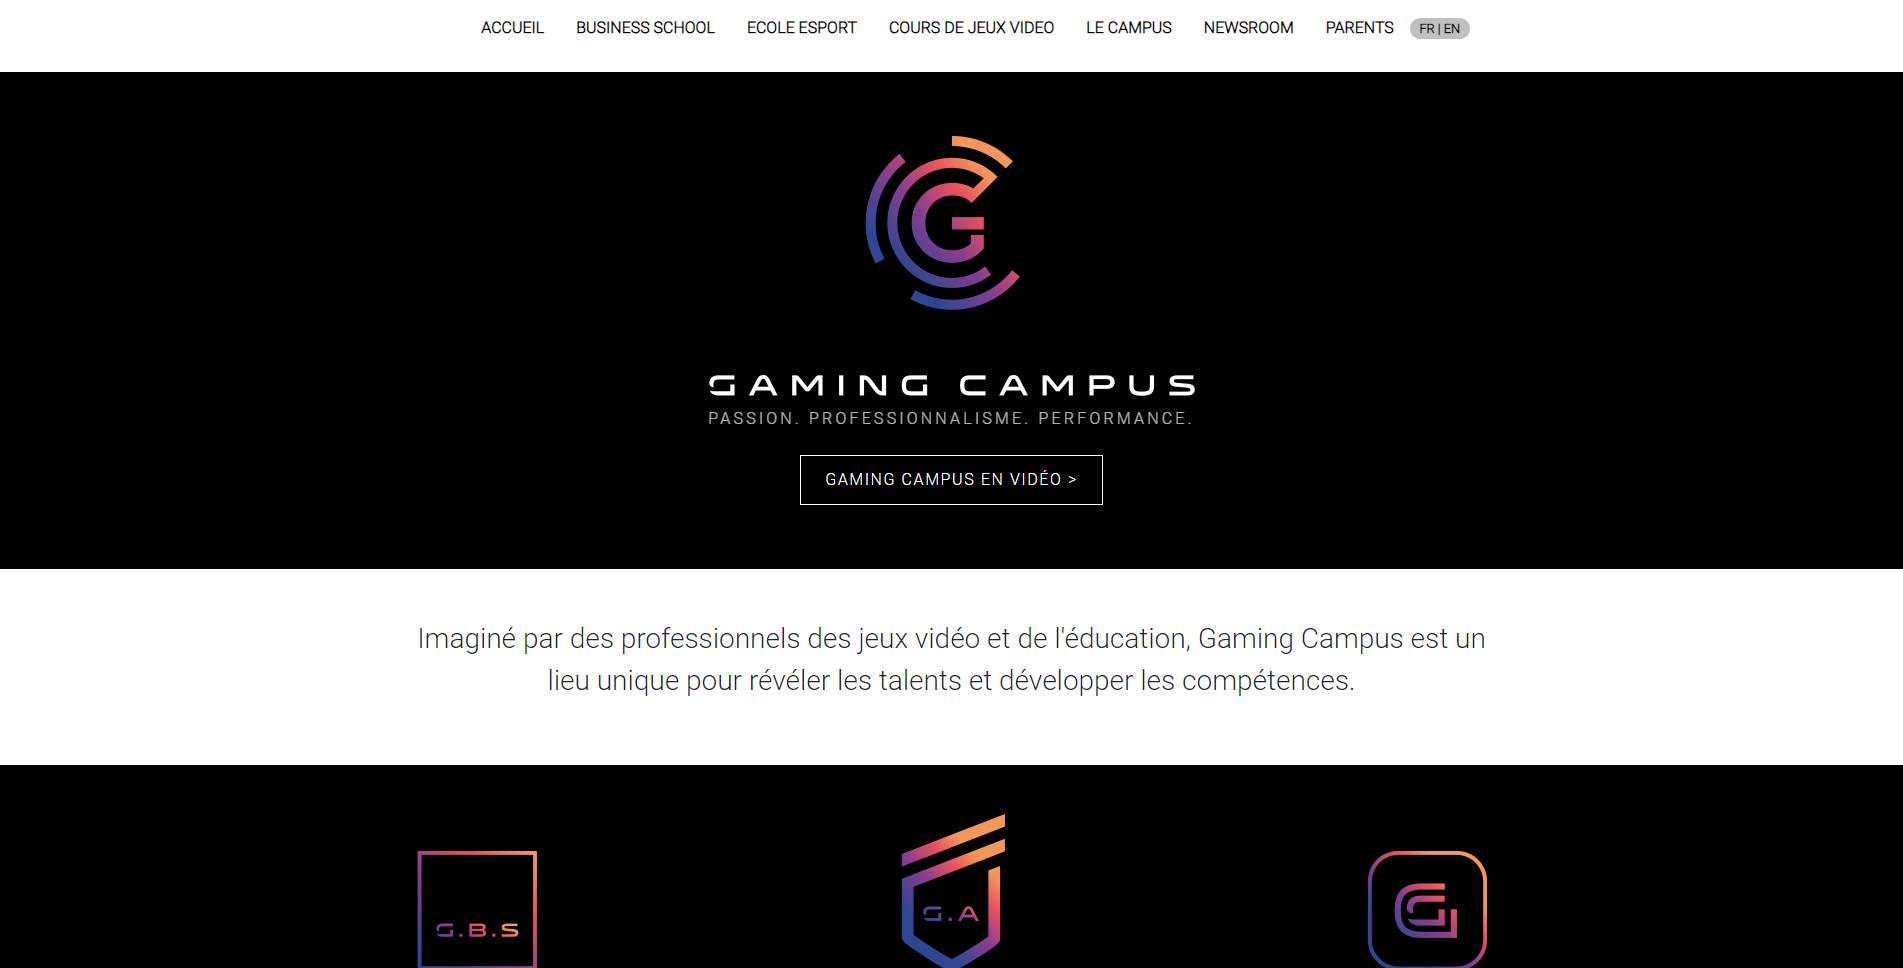 ACCUEIL BUSINESS SCHOOL ECOLE ESPORT COURS DE JEUX VIDEO LE CAMPUS NEWSROOM PARENTS FR | EN
GAMING CAMPUS
PASSION. PROFESSIONNALISME. PERFORMANCE.
GAMING CAMPUS EN VIDÉO >
Imaginé par des professionnels des jeux vidéo et de l'éducation, Gaming Campus est un
lieu unique pour révéler les talents et développer les compétences.
G.B.S
G.A
G